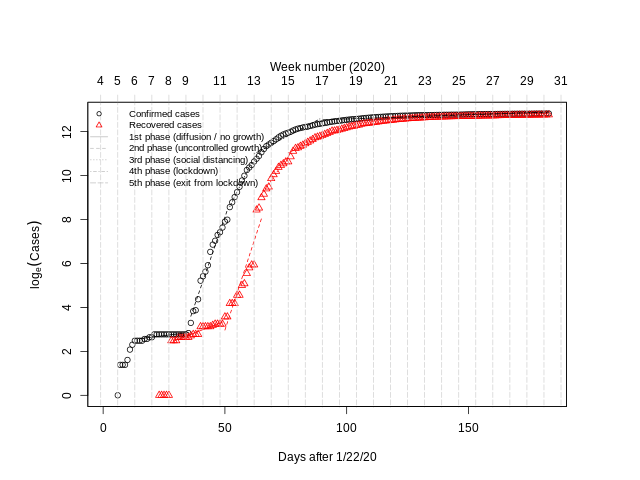 Week number (2020)
4 5 6 7 8 9 11 13 15 17 19 21 23 25 27 29 31
Confirmed cases
Recovered cases
1st phase (diffusion / no growth)
2nd phase (uncontrolled growth)
3rd phase (social distancing)
4th phase (lockdown)
5th phase (exit from lockdown)
12
10
8
6
4
2
0
logₑ(Cases)
0 50 100 150
Days after 1/22/20